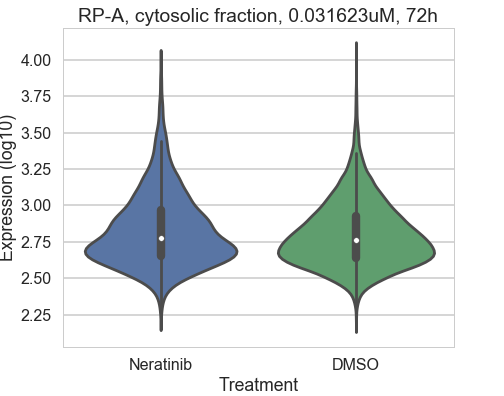 RP-A, cytosolic fraction, 0.031623uM, 72h
Expression (log10)
4.00
3.75
3.50
3.25
3.00
2.75
2.50
2.25
Neratinib
DMSO
Treatment